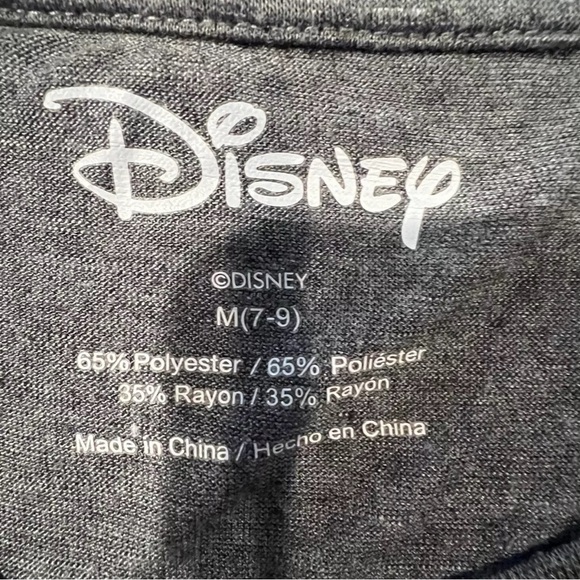 Disney
©DISNEY
M(7-9)
65% Polyester / 65% Poliéster
35% Rayon / 35% Rayón
Made in China / Hecho en China